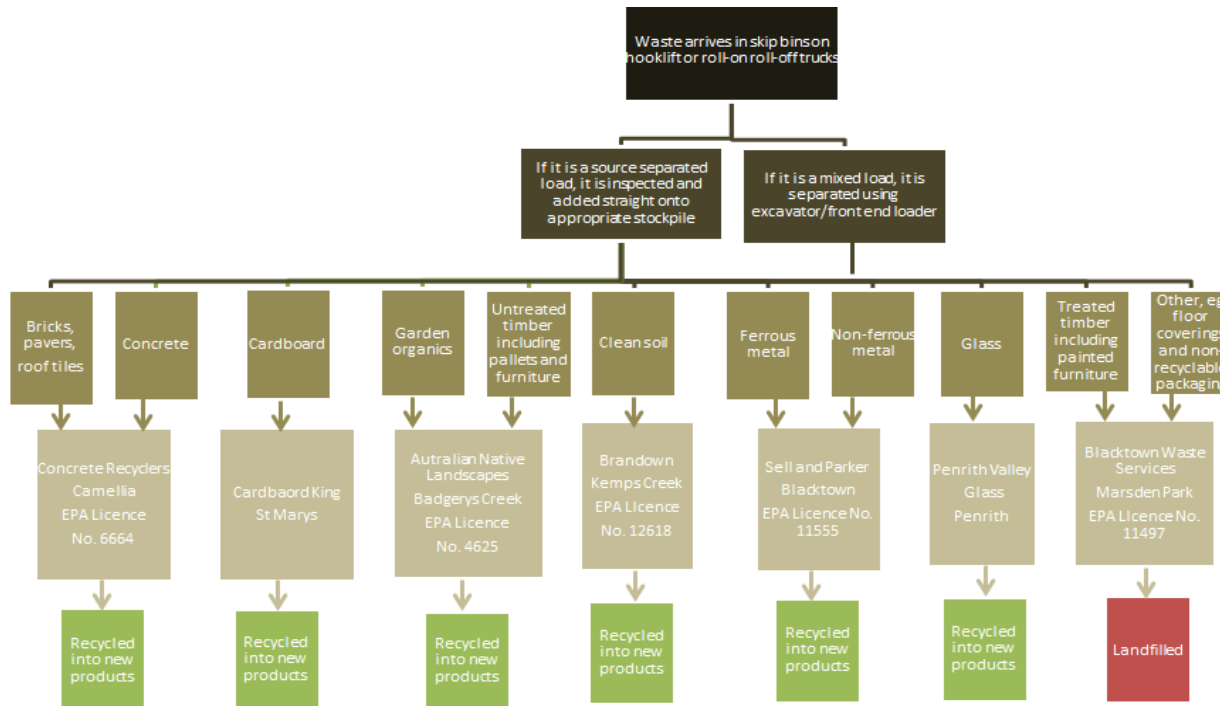 Waste arrives in skip bins on
hooklift or roll-on roll-off trucks
If it is a source separated
load, it is inspected and
added straight onto
appropriate stockpile
If it is a mixed load, it is
separated using
excavator/front end loader
Bricks,
pavers,
roof tiles
Concrete
Cardboard
Garden
organics
Untreated
timber
including
pallets and
furniture
Clean soil
Ferrous
metal
Non-ferrous
metal
Glass
Treated
timber
including
painted
furniture
Other, eg
floor
coverings
and non-
recyclable
packaging
Concrete Recyclers
Camellia
EPA Licence
No. 6664
Cardbaord King
St Marys
Autralian Native
Landscapes
Badgerys Creek
EPA Licence
No. 4625
Brandown
Kemps Creek
EPA LIcence
No. 12618
Sell and Parker
Blacktown
EPA LIcence No.
11555
Penrith Valley
Glass
Penrith
Blacktown Waste
Services
Marsden Park
EPA LIcence No.
11497
Recycled
into new
products
Recycled
into new
products
Recycled
into new
products
Recycled
into new
products
Recycled
into new
products
Recycled
into new
products
Landfilled